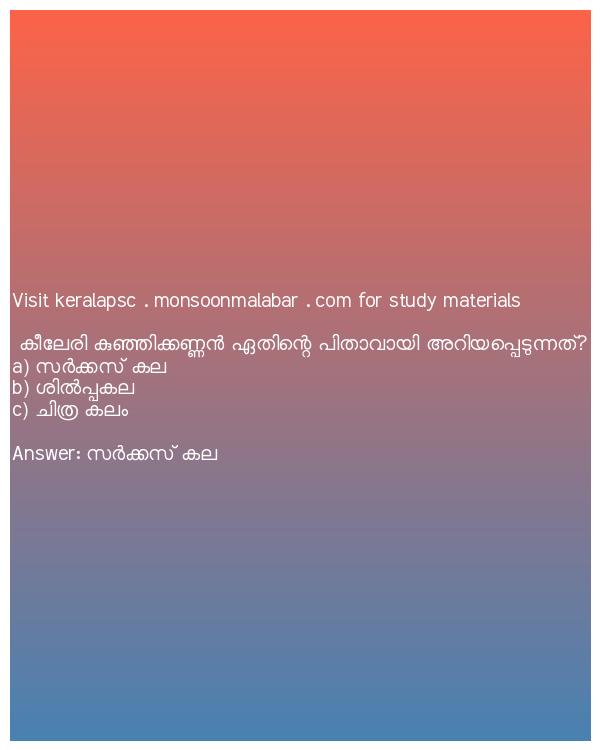 Visit keralapsc . monsoonmalabar . com for study materials
കീലേരി കുഞ്ഞിക്കണ്ണൻ ഏതിന്റെ പിതാവായി അറിയപ്പെടുന്നത്?
a) സർക്കസ് കല
b) ശിൽപ്പകല
c) ചിത്ര കലം
Answer: സർക്കസ് കല